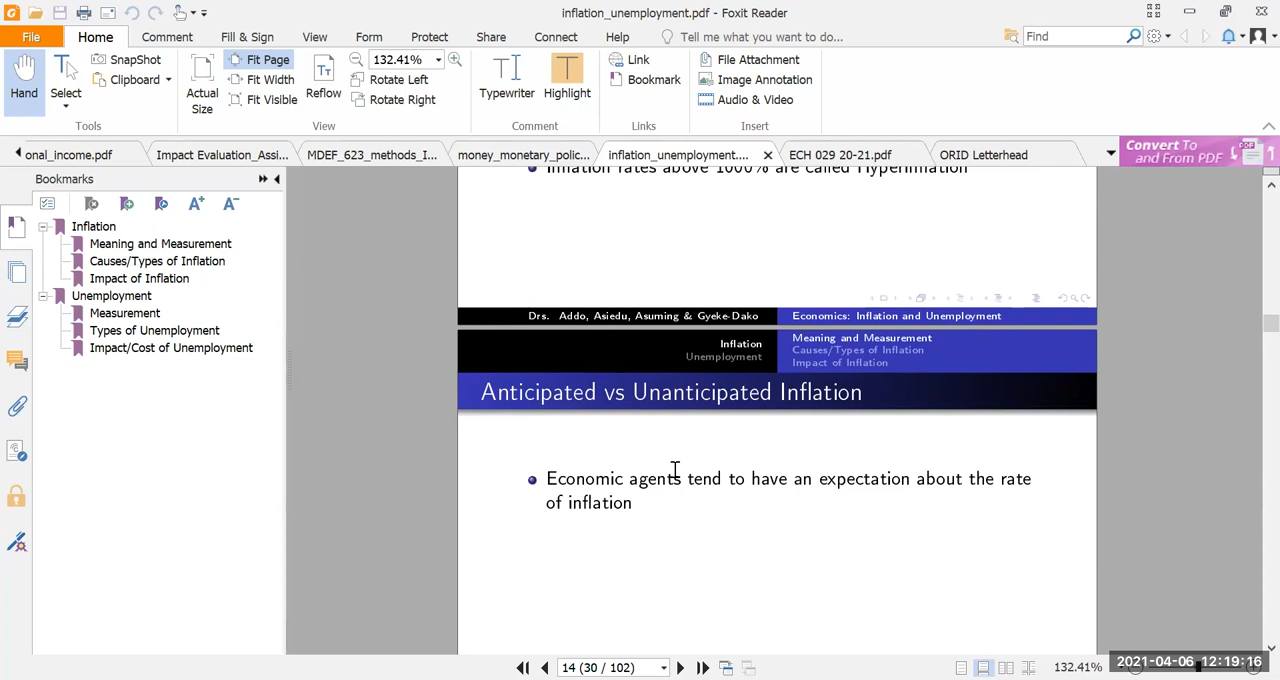 inflation_unemployment.pdf - Foxit Reader
File Home Comment Fill & Sign View Form Protect Share Connect Help Tell me what you want to do... Find
Hand
Select
SnapShot
Clipboard
Tools
Actual Size
Fit Page
Fit Width
Fit Visible
Reflow
132.41%
Rotate Left
Rotate Right
View
Typewriter
Highlight
Comment
Link
Bookmark
Links
File Attachment
Image Annotation
Audio & Video
Insert
onal_income.pdf Impact Evaluation_Assi... MDEF_623_methods_I... money_monetary_polic... inflation_unemployment.... ECH 029 20-21.pdf ORID Letterhead
Convert To
and From PDF
Bookmarks
Inflation
Meaning and Measurement
Causes/Types of Inflation
Impact of Inflation
Unemployment
Measurement
Types of Unemployment
Impact/Cost of Unemployment
Inflation rates above 1000% are called Hyperinflation
Drs. Addo, Asiedu, Asuming & Gyeke-Dako Economics: Inflation and Unemployment
Inflation
Unemployment
Meaning and Measurement
Causes/Types of Inflation
Impact of Inflation
Anticipated vs Unanticipated Inflation
Economic agents tend to have an expectation about the rate
of inflation
14 (30 / 102)
132.41%
2021-04-06 12:19:16